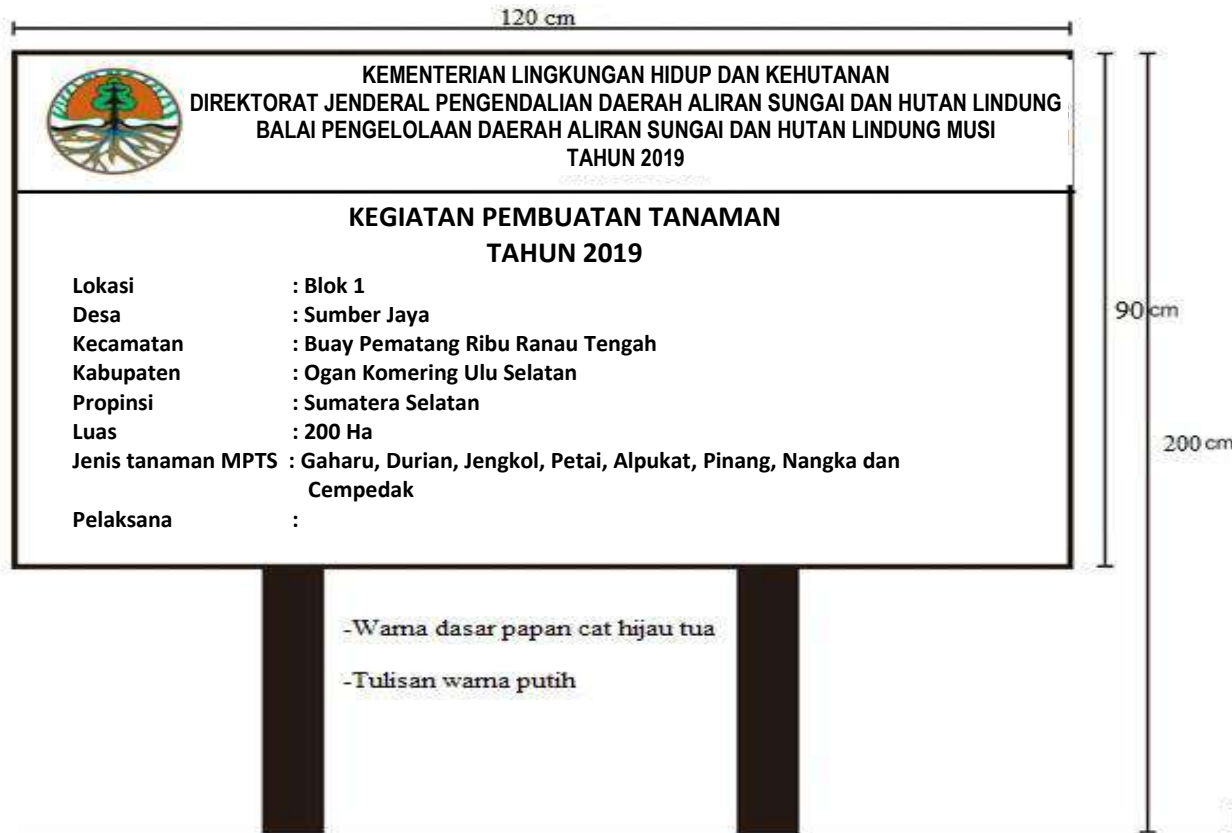 120 cm
KEMENTERIAN LINGKUNGAN HIDUP DAN KEHUTANAN
DIREKTORAT JENDERAL PENGENDALIAN DAERAH ALIRAN SUNGAI DAN HUTAN LINDUNG
BALAI PENGELOLAAN DAERAH ALIRAN SUNGAI DAN HUTAN LINDUNG MUSI
TAHUN 2019
KEGIATAN PEMBUATAN TANAMAN
TAHUN 2019
Lokasi : Blok 1
Desa : Sumber Jaya
Kecamatan : Buay Pematang Ribu Ranau Tengah
Kabupaten : Ogan Komering Ulu Selatan
Propinsi : Sumatera Selatan
Luas : 200 Ha
Jenis tanaman MPTS : Gaharu, Durian, Jengkol, Petai, Alpukat, Pinang, Nangka dan
Cempedak
Pelaksana :
90 cm
200 cm
-Warna dasar papan cat hijau tua
-Tulisan warna putih